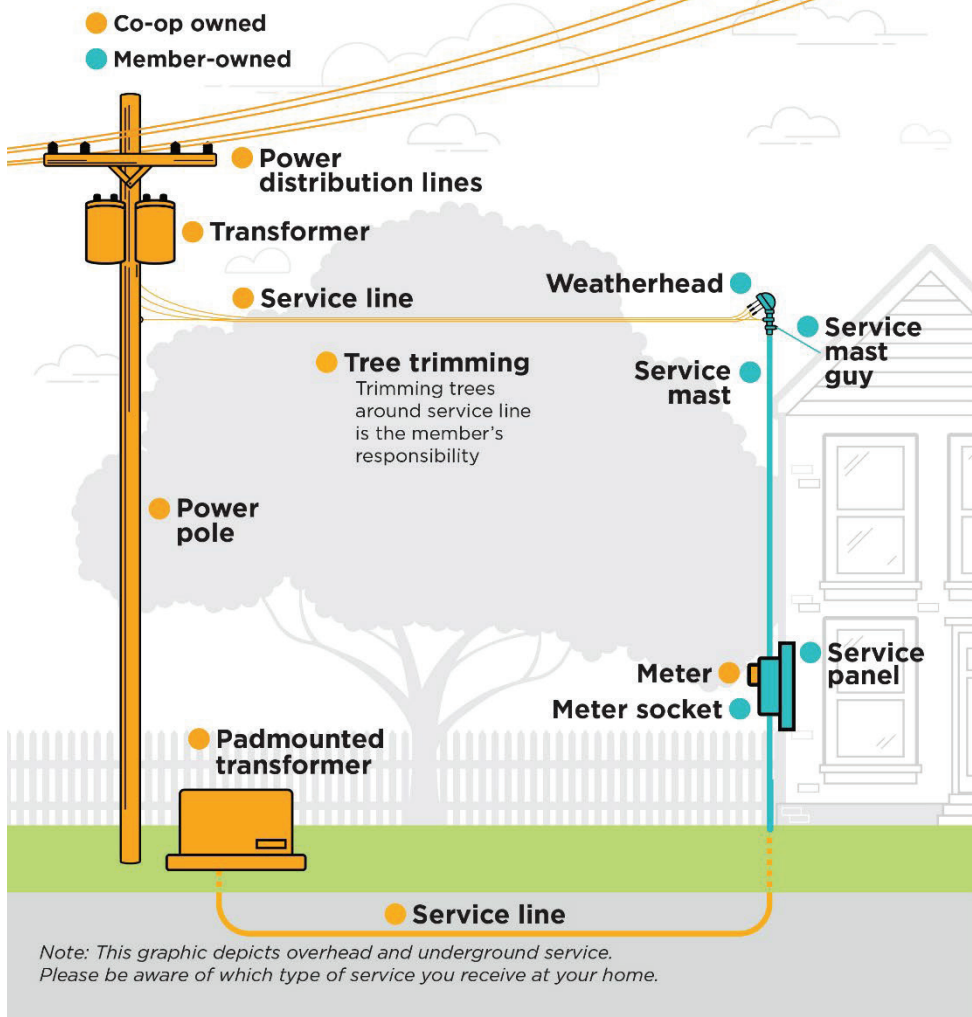 Co-op owned
Member-owned
Power
distribution lines
Transformer
Service line
Weatherhead
Service
mast
guy
Tree trimming
Trimming trees
around service line
is the member's
responsibility
Service
mast
Power
pole
Meter
Service
panel
Meter socket
Padmounted
transformer
Service line
Note: This graphic depicts overhead and underground service.
Please be aware of which type of service you receive at your home.